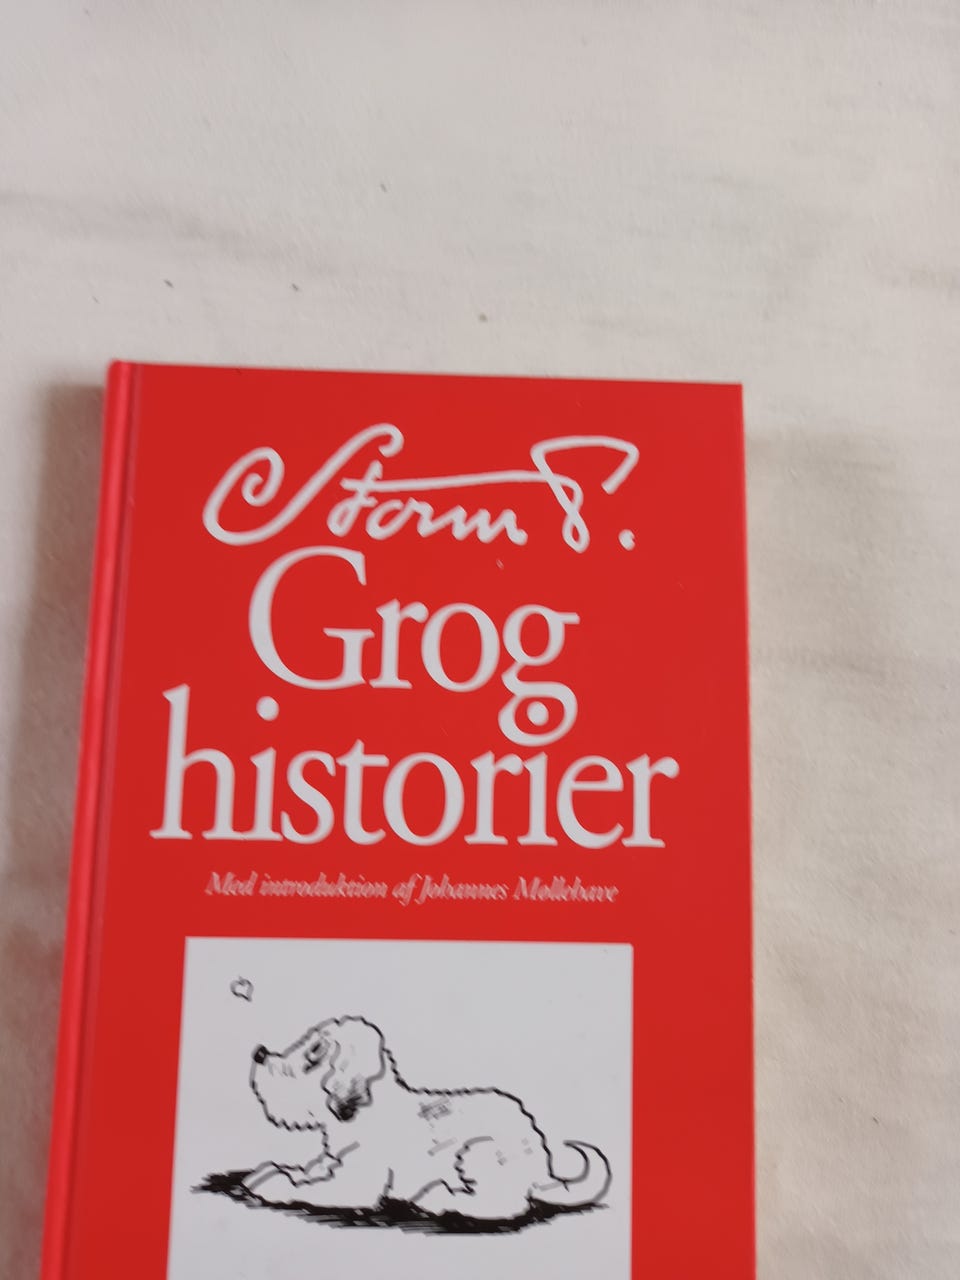 Storm P.
Grog
historier
Med introduktion af Johannes Møllehave